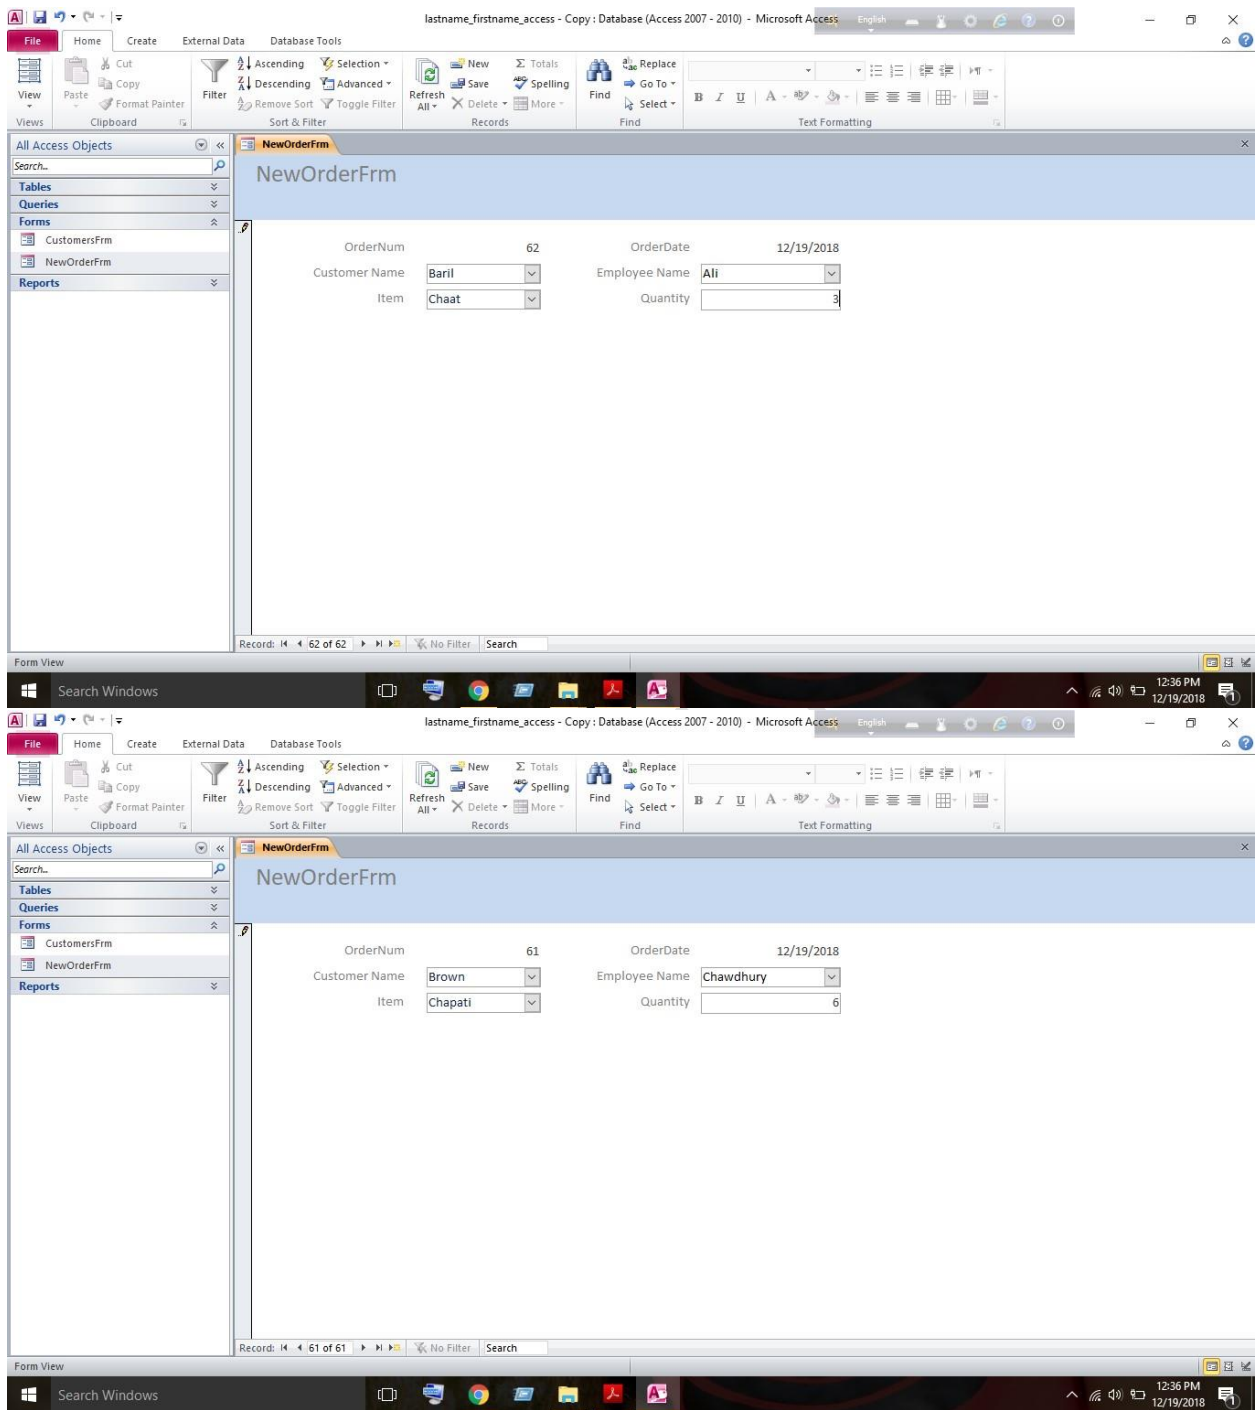 lastname_firstname_access - Copy : Database (Access 2007 - 2010) - Microsoft Access English
File Home Create External Data Database Tools
View Paste Cut Copy Format Painter Filter Ascending Descending Remove Sort Selection Advanced Toggle Filter Refresh All New Save Delete Totals Spelling More Find Replace Go To Select B I U A
Views Clipboard Sort & Filter Records Find Text Formatting
All Access Objects NewOrderFrm
Search...
Tables
Queries
Forms
CustomersFrm
NewOrderFrm
Reports
NewOrderFrm
OrderNum 62 OrderDate 12/19/2018
Customer Name Baril Employee Name Ali
Item Chaat Quantity 3
Record: 62 of 62 No Filter Search
Form View
Search Windows 12:36 PM
12/19/2018
lastname_firstname_access - Copy : Database (Access 2007 - 2010) - Microsoft Access English
File Home Create External Data Database Tools
View Paste Cut Copy Format Painter Filter Ascending Descending Remove Sort Selection Advanced Toggle Filter Refresh All New Save Delete Totals Spelling More Find Replace Go To Select B I U A
Views Clipboard Sort & Filter Records Find Text Formatting
All Access Objects NewOrderFrm
Search...
Tables
Queries
Forms
CustomersFrm
NewOrderFrm
Reports
NewOrderFrm
OrderNum 61 OrderDate 12/19/2018
Customer Name Brown Employee Name Chawdhury
Item Chapati Quantity 6
Record: 61 of 61 No Filter Search
Form View
Search Windows 12:36 PM
12/19/2018